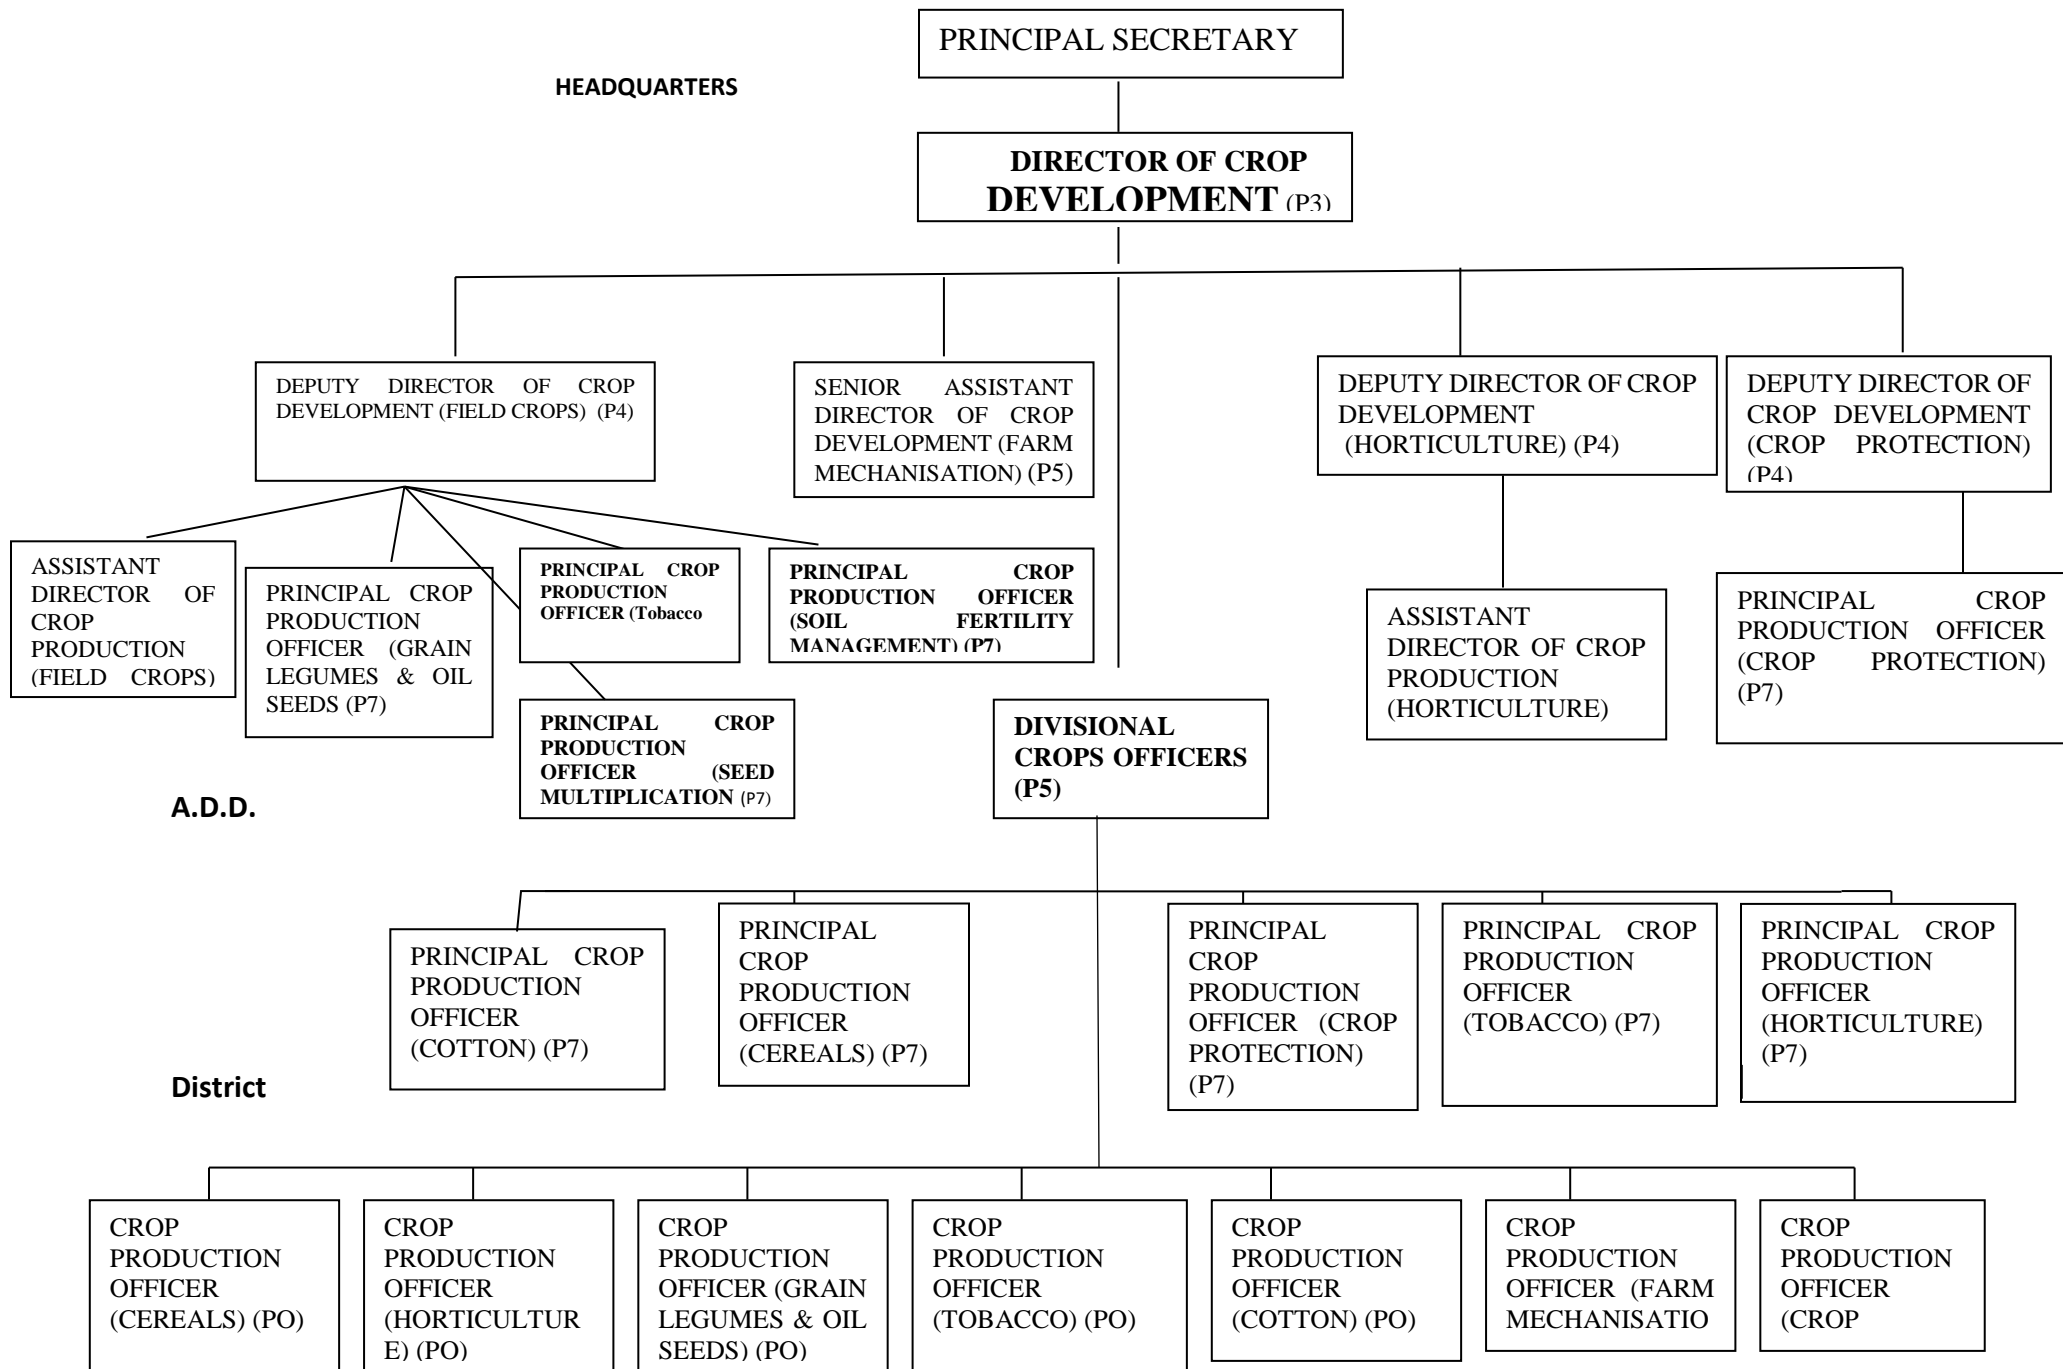 PRINCIPAL SECRETARY
HEADQUARTERS
DIRECTOR OF CROP
DEVELOPMENT (P3)
DEPUTY DIRECTOR OF CROP
DEVELOPMENT (FIELD CROPS) (P4)
SENIOR ASSISTANT
DIRECTOR OF CROP
DEVELOPMENT (FARM
MECHANISATION) (P5)
DEPUTY DIRECTOR OF CROP
DEVELOPMENT
(HORTICULTURE) (P4)
DEPUTY DIRECTOR OF
CROP DEVELOPMENT
(CROP PROTECTION)
(P4)
ASSISTANT
DIRECTOR OF
CROP
PRODUCTION
(FIELD CROPS)
PRINCIPAL CROP
PRODUCTION
OFFICER (GRAIN
LEGUMES & OIL
SEEDS (P7)
PRINCIPAL CROP
PRODUCTION
OFFICER (Tobacco
PRINCIPAL CROP
PRODUCTION OFFICER
(SOIL FERTILITY
MANAGEMENT) (P7)
ASSISTANT
DIRECTOR OF CROP
PRODUCTION
(HORTICULTURE)
PRINCIPAL CROP
PRODUCTION OFFICER
(CROP PROTECTION)
(P7)
PRINCIPAL CROP
PRODUCTION
OFFICER (SEED
MULTIPLICATION (P7)
DIVISIONAL
CROPS OFFICERS
(P5)
A.D.D.
PRINCIPAL CROP
PRODUCTION
OFFICER
(COTTON) (P7)
PRINCIPAL
CROP
PRODUCTION
OFFICER
(CEREALS) (P7)
PRINCIPAL
CROP
PRODUCTION
OFFICER (CROP
PROTECTION)
(P7)
PRINCIPAL CROP
PRODUCTION
OFFICER
(TOBACCO) (P7)
PRINCIPAL CROP
PRODUCTION
OFFICER
(HORTICULTURE)
(P7)
District
CROP
PRODUCTION
OFFICER
(CEREALS) (PO)
CROP
PRODUCTION
OFFICER
(HORTICULTUR
E) (PO)
CROP
PRODUCTION
OFFICER (GRAIN
LEGUMES & OIL
SEEDS) (PO)
CROP
PRODUCTION
OFFICER
(TOBACCO) (PO)
CROP
PRODUCTION
OFFICER
(COTTON) (PO)
CROP
PRODUCTION
OFFICER (FARM
MECHANISATIO
CROP
PRODUCTION
OFFICER
(CROP